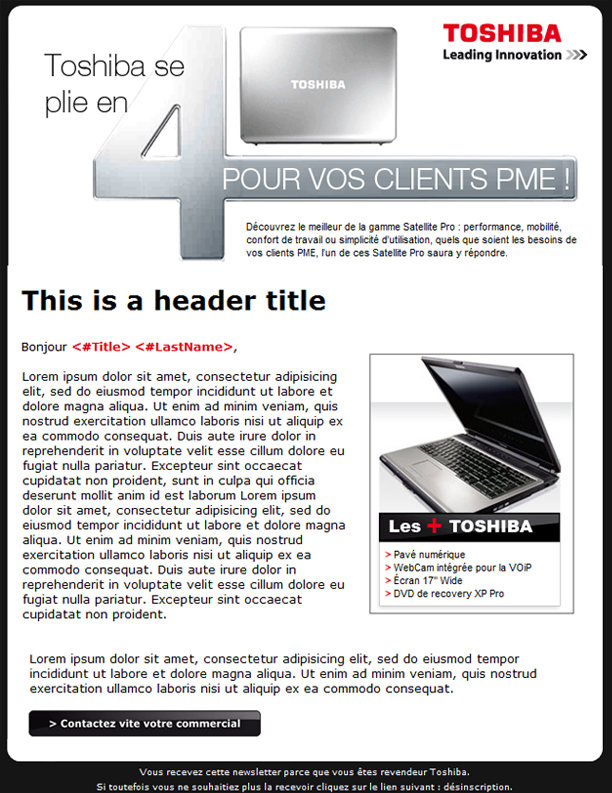 Toshiba se
plie en
4
TOSHIBA
TOSHIBA
Leading Innovation >>>
POUR VOS CLIENTS PME !
Découvrez le meilleur de la gamme Satellite Pro : performance, mobilité,
confort de travail ou simplicité d'utilisation, quels que soient les besoins de
vos clients PME, l'un de ces Satellite Pro saura y répondre.
This is a header title
Bonjour <#Title> <#LastName>,
Lorem ipsum dolor sit amet, consectetur adipisicing
elit, sed do eiusmod tempor incididunt ut labore et
dolore magna aliqua. Ut enim ad minim veniam, quis
nostrud exercitation ullamco laboris nisi ut aliquip ex
ea commodo consequat. Duis aute irure dolor in
reprehenderit in voluptate velit esse cillum dolore eu
fugiat nulla pariatur. Excepteur sint occaecat
cupidatat non proident, sunt in culpa qui officia
deserunt mollit anim id est laborum Lorem ipsum
dolor sit amet, consectetur adipisicing elit, sed do
eiusmod tempor incididunt ut labore et dolore magna
aliqua. Ut enim ad minim veniam, quis nostrud
exercitation ullamco laboris nisi ut aliquip ex ea
commodo consequat. Duis aute irure dolor in
reprehenderit in voluptate velit esse cillum dolore eu
fugiat nulla pariatur. Excepteur sint occaecat
cupidatat non proident.
Les + TOSHIBA
> Pavé numérique
> WebCam intégrée pour la VOiP
> Écran 17" Wide
> DVD de recovery XP Pro
Lorem ipsum dolor sit amet, consectetur adipisicing elit, sed do eiusmod tempor
incididunt ut labore et dolore magna aliqua. Ut enim ad minim veniam, quis nostrud
exercitation ullamco laboris nisi ut aliquip ex ea commodo consequat.
> Contactez vite votre commercial
Vous recevez cette newsletter parce que vous êtes revendeur Toshiba.
Si toutefois vous ne souhaitiez plus la recevoir cliquez sur le lien suivant : désinscription.